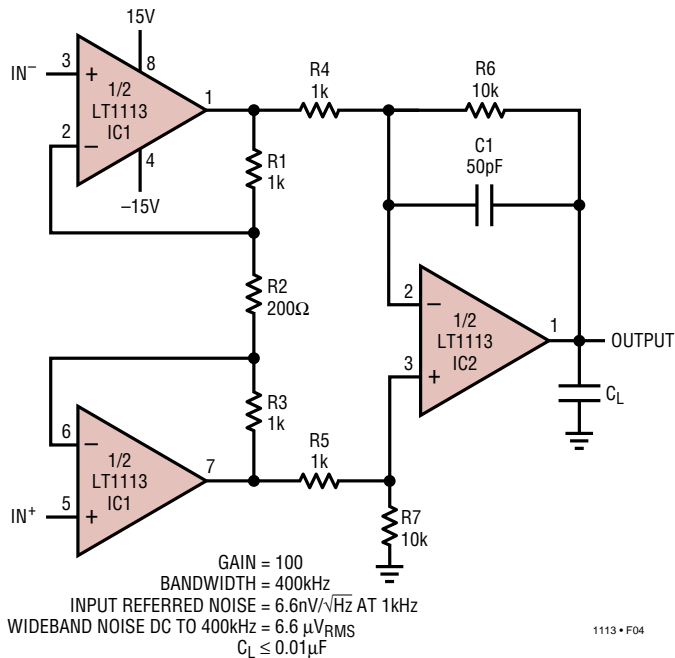 15V
IN⁻
3
+
8
1/2
LT1113
IC1
1
2
−
4
−15V
R4
1k
R6
10k
C1
50pF
R1
1k
R2
200Ω
2
−
1/2
LT1113
IC2
1
OUTPUT
3
+
C_L
R3
1k
6
−
1/2
LT1113
IC1
7
R5
1k
IN⁺
5
+
R7
10k
GAIN = 100
BANDWIDTH = 400kHz
INPUT REFERRED NOISE = 6.6nV/√Hz AT 1kHz
WIDEBAND NOISE DC TO 400kHz = 6.6 µV_RMS
C_L ≤ 0.01µF
1113 • F04